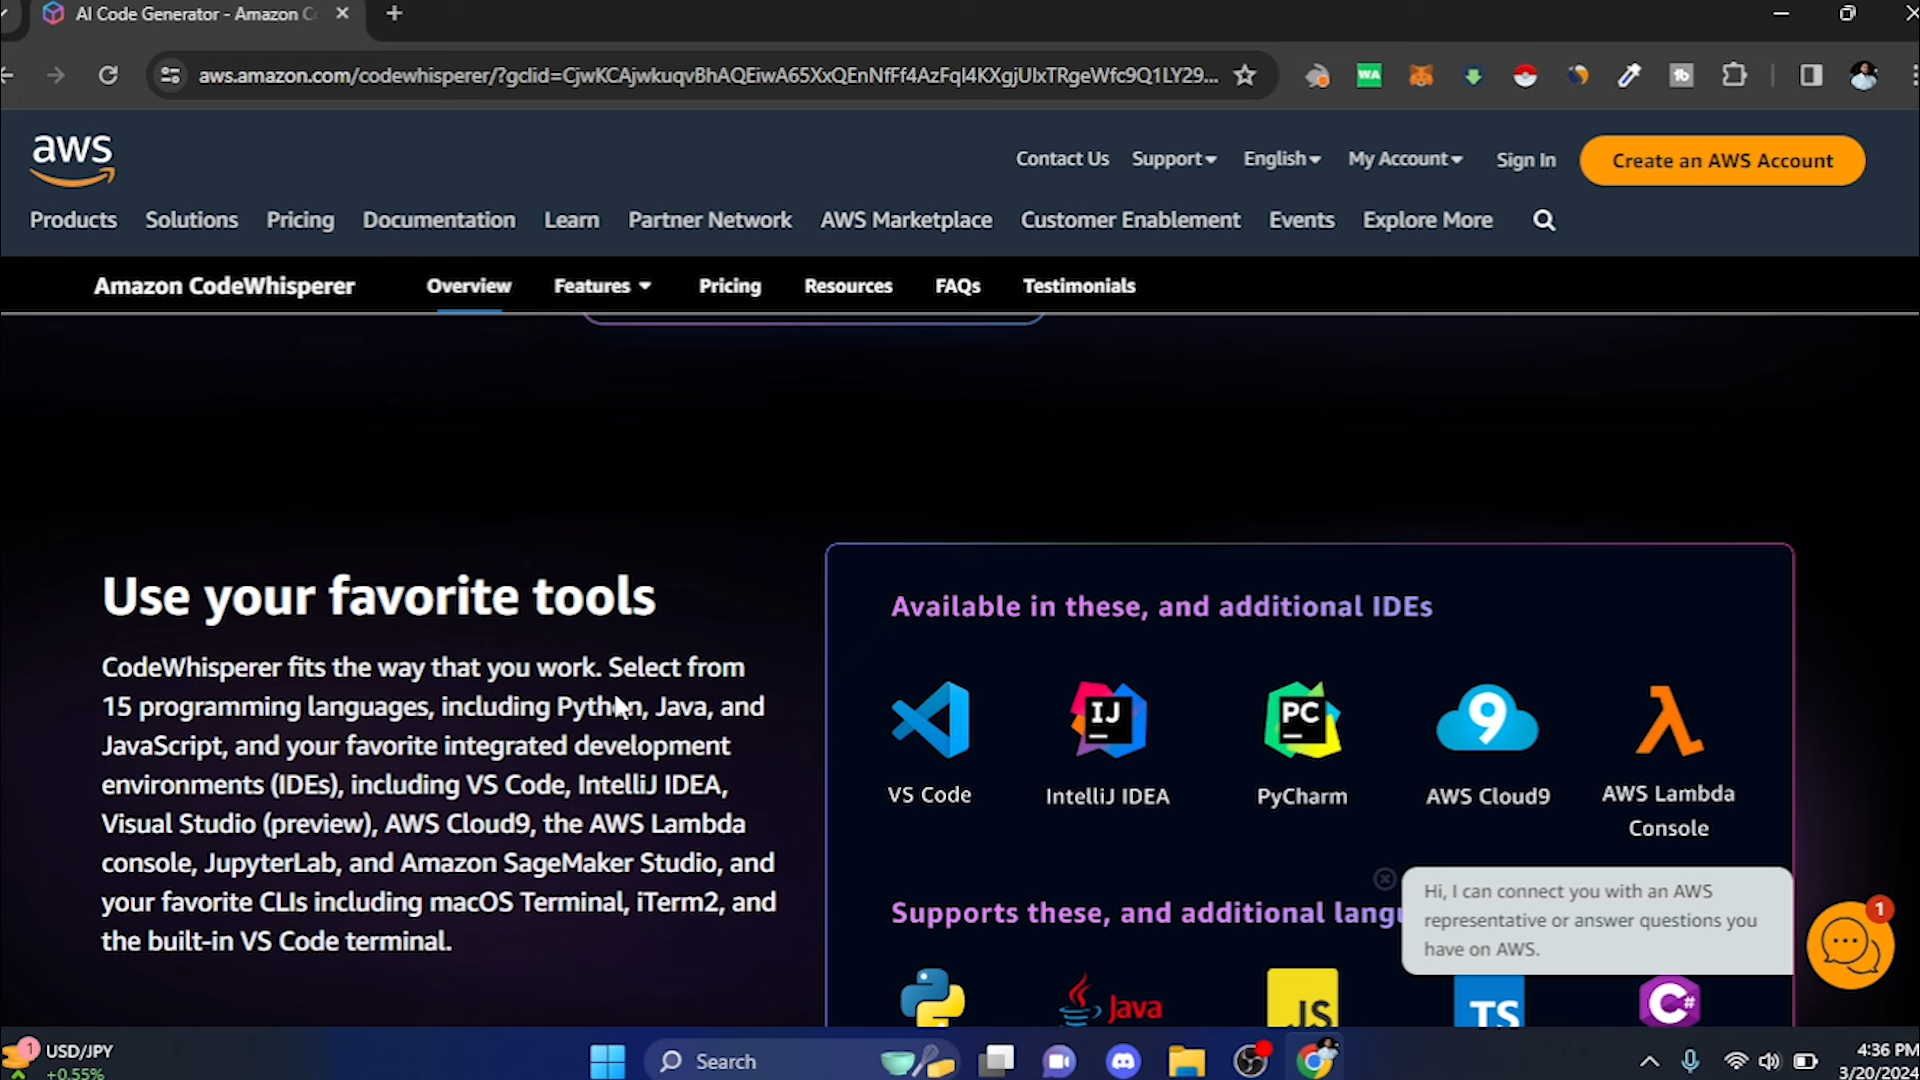 AI Code Generator - Amazon C
aws.amazon.com/codewhisperer/?gclid=CjwKCAjwkuqvBhAQEiwA65XxQEnNfFf4AzFqI4KXgjUlxTRgeWfc9Q1LY29...
WA
aws
Contact Us Support English My Account Sign In Create an AWS Account
Products Solutions Pricing Documentation Learn Partner Network AWS Marketplace Customer Enablement Events Explore More
Amazon CodeWhisperer Overview Features Pricing Resources FAQs Testimonials
Use your favorite tools
CodeWhisperer fits the way that you work. Select from
15 programming languages, including Python, Java, and
JavaScript, and your favorite integrated development
environments (IDEs), including VS Code, IntelliJ IDEA,
Visual Studio (preview), AWS Cloud9, the AWS Lambda
console, JupyterLab, and Amazon SageMaker Studio, and
your favorite CLIs including macOS Terminal, iTerm2, and
the built-in VS Code terminal.
Available in these, and additional IDEs
IJ PC 9
VS Code IntelliJ IDEA PyCharm AWS Cloud9 AWS Lambda
Console
Supports these, and additional langu
Hi, I can connect you with an AWS
representative or answer questions you
have on AWS.
1
Java JS TS C#
1 USD/JPY
+0.55%
Search
4:36 PM
3/20/2024